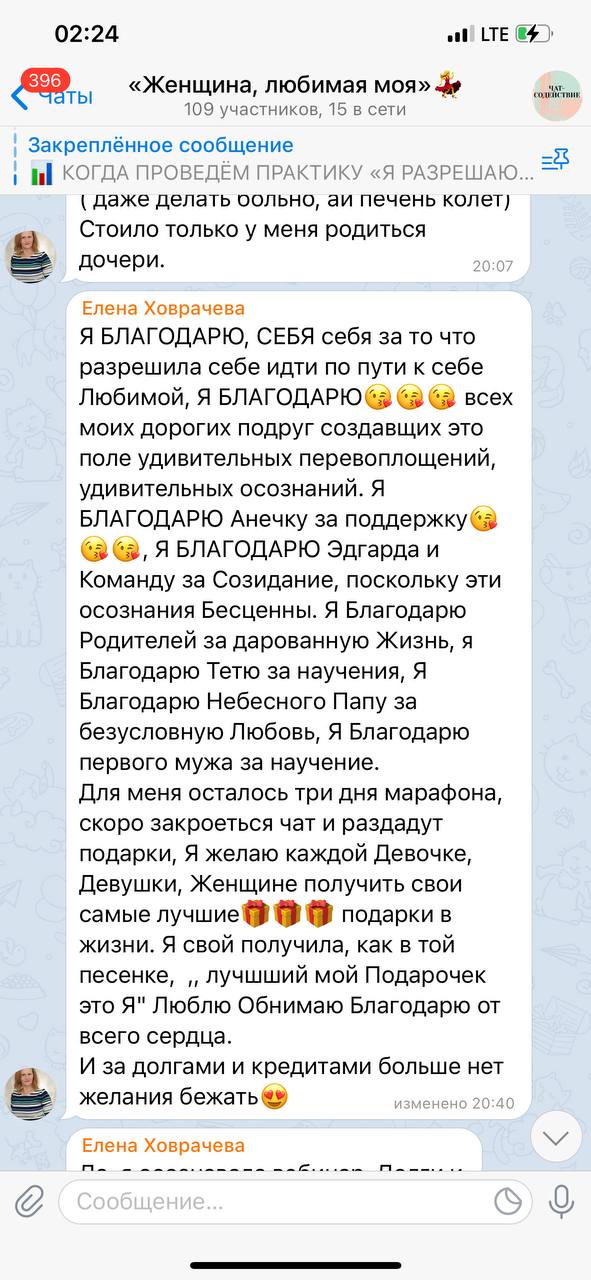 02:24
LTE
396
Чаты
«Женщина, любимая моя»💃
109 участников, 15 в сети
ЧАТ-
СОДЕЙСТВИЕ
Закреплённое сообщение
📊 КОГДА ПРОВЕДЁМ ПРАКТИКУ «Я РАЗРЕШАЮ...
( даже делать больно, ай печень колет)
Стоило только у меня родиться
дочери.
20:07
Елена Ховрачева
Я БЛАГОДАРЮ, СЕБЯ себя за то что
разрешила себе идти по пути к себе
Любимой, Я БЛАГОДАРЮ😘😘😘 всех
моих дорогих подруг создавщих это
поле удивительных перевоплощений,
удивительных осознаний. Я
БЛАГОДАРЮ Анечку за поддержку😘
😘😘, Я БЛАГОДАРЮ Эдгарда и
Команду за Созидание, поскольку эти
осознания Бесценны. Я Благодарю
Родителей за дарованную Жизнь, я
Благодарю Тетю за научения, Я
Благодарю Небесного Папу за
безусловную Любовь, Я Благодарю
первого мужа за научение.
Для меня осталось три дня марафона,
скоро закроеться чат и раздадут
подарки, Я желаю каждой Девочке,
Девушки, Женщине получить свои
самые лучшие🎁🎁🎁 подарки в
жизни. Я свой получила, как в той
песенке,  ,, лучшший мой Подарочек
это Я" Люблю Обнимаю Благодарю от
всего сердца.
И за долгами и кредитами больше нет
желания бежать😍
изменено 20:40
Елена Ховрачева
Сообщение...